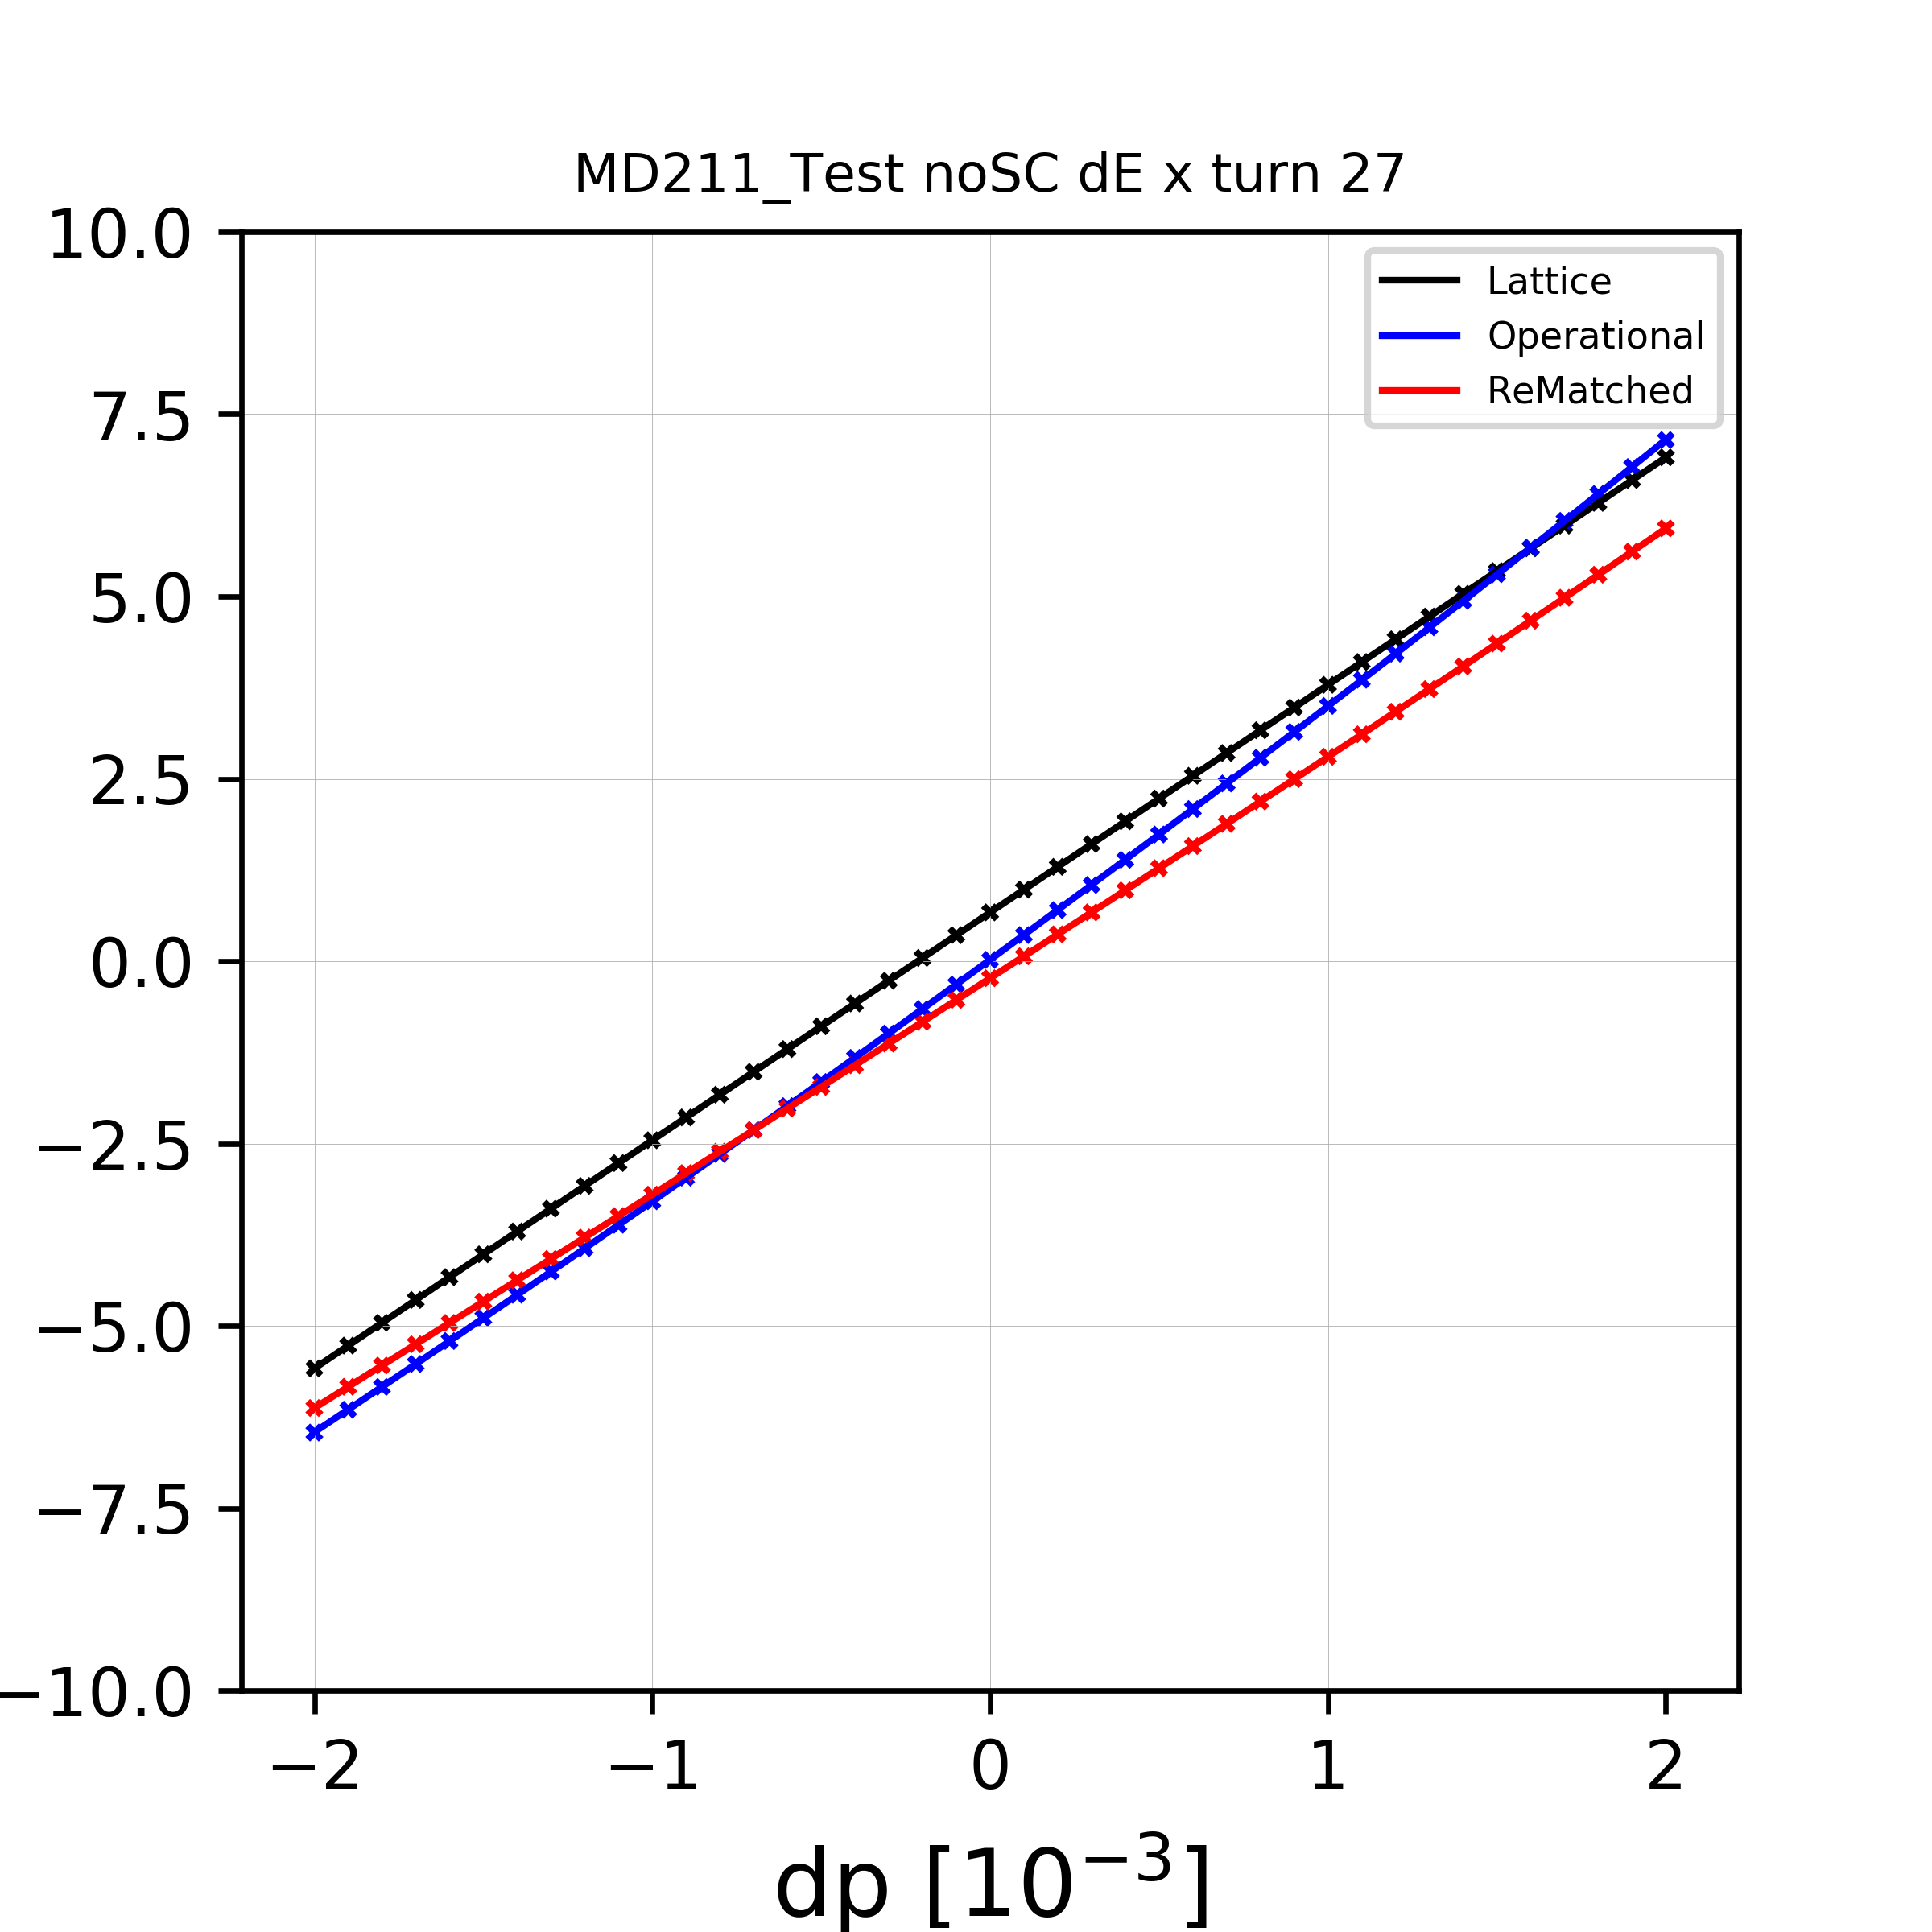 MD211_Test noSC dE x turn 27
10.0
7.5
5.0
2.5
0.0
−2.5
−5.0
−7.5
−10.0
Lattice
Operational
ReMatched
−2 −1 0 1 2
dp [10⁻³]